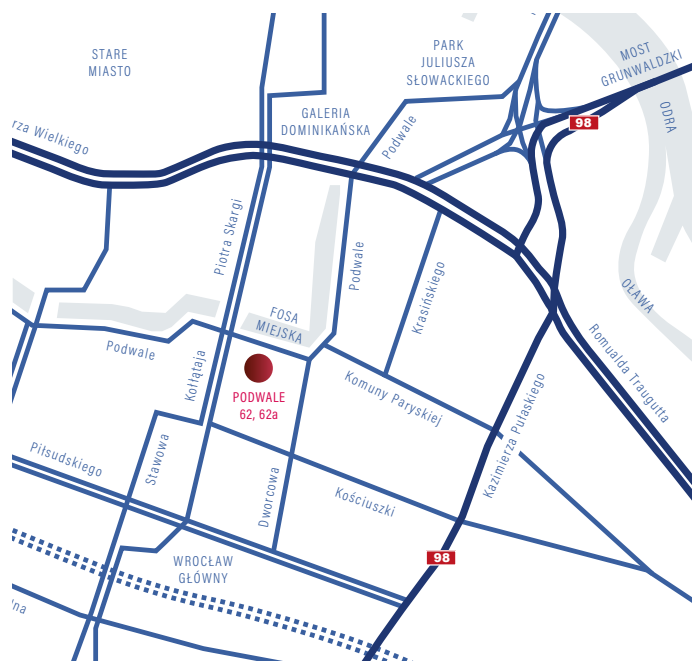 STARE
MIASTO
PARK
JULIUSZA
SŁOWACKIEGO
MOST
GRUNWALDZKI
ODRA
98
GALERIA
DOMINIKAŃSKA
Podwale
rza Wielkiego
Piotra Skargi
Podwale
Krasińskiego
OŁAWA
FOSA
MIEJSKA
Podwale
Kołłątaja
Romualda Traugutta
PODWALE
62, 62a
Komuny Paryskiej
Kazimierza Pułaskiego
Piłsudskiego
Stawowa
Dworcowa
Kościuszki
98
WROCŁAW
GŁÓWNY
lna